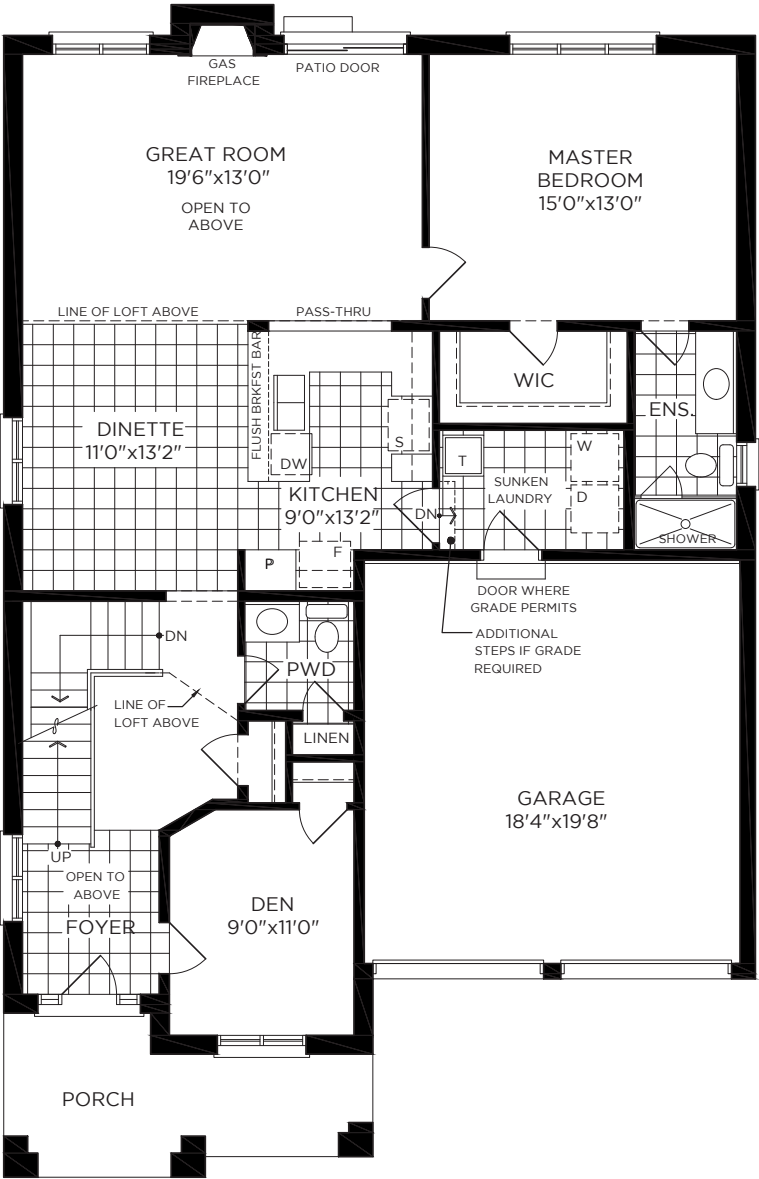 GAS
FIREPLACE
PATIO DOOR
GREAT ROOM
19'6"x13'0"
OPEN TO
ABOVE
MASTER
BEDROOM
15'0"x13'0"
LINE OF LOFT ABOVE
PASS-THRU
FLUSH BRKFST BAR
WIC
ENS.
DINETTE
11'0"x13'2"
S
DW
T
W
SUNKEN
LAUNDRY
D
KITCHEN
9'0"x13'2"
DN
SHOWER
F
P
DOOR WHERE
GRADE PERMITS
ADDITIONAL
STEPS IF GRADE
REQUIRED
DN
PWD
LINE OF
LOFT ABOVE
LINEN
GARAGE
18'4"x19'8"
UP
OPEN TO
ABOVE
FOYER
DEN
9'0"x11'0"
PORCH